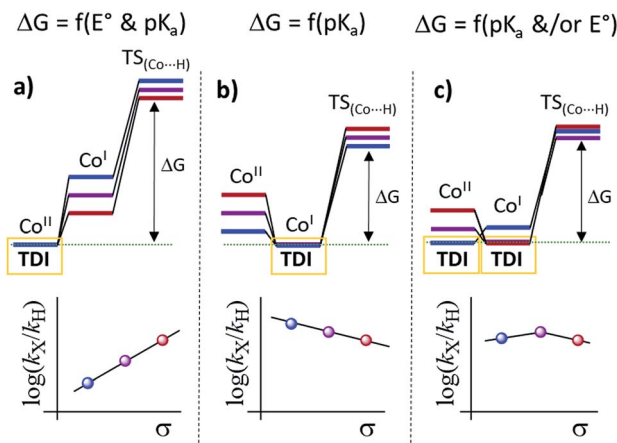 ΔG = f(E° & pKₐ)
ΔG = f(pKₐ)
ΔG = f(pKₐ &/or E°)
a)
TS(Co···H)
Coᴵ
ΔG
Coᴵᴵ
TDI
b)
TS(Co···H)
Coᴵᴵ
Coᴵ
ΔG
TDI
c)
TS(Co···H)
Coᴵᴵ
Coᴵ
ΔG
TDI
TDI
log(kX/kH)
σ
log(kX/kH)
σ
log(kX/kH)
σ